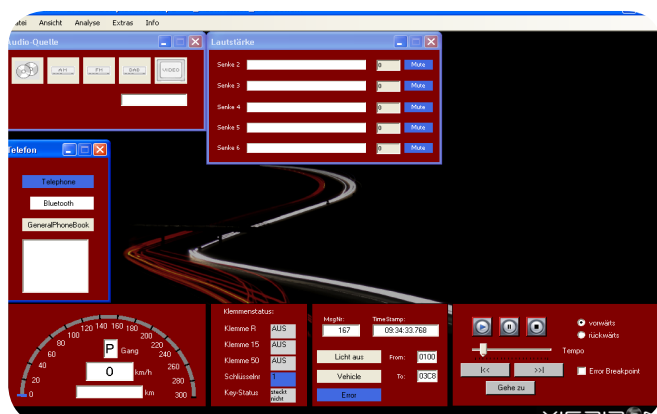 Datei Ansicht Analyse Extras Info
Audio-Quelle
AM FM DAB VIDEO
Lautstärke
Senke 2 0 Mute
Senke 3 0 Mute
Senke 4 0 Mute
Senke 5 0 Mute
Senke 6 0 Mute
Telefon
Telephone
Bluetooth
GeneralPhoneBook
0 20 40 60 80 100 120 140 160 180 200 220 240 260 280 300
P Gang
0 km/h
km
Klemmenstatus:
Klemme R AUS
Klemme 15 AUS
Klemme 50 AUS
Schlüsselnr 1
Key-Status steckt nicht
MsgNr: TimeStamp:
167 09:34:33.768
Licht aus From: 0100
Vehicle To: 03C8
Error
vorwärts
rückwärts
Tempo
|<< >>|
Error Breakpoint
Gehe zu